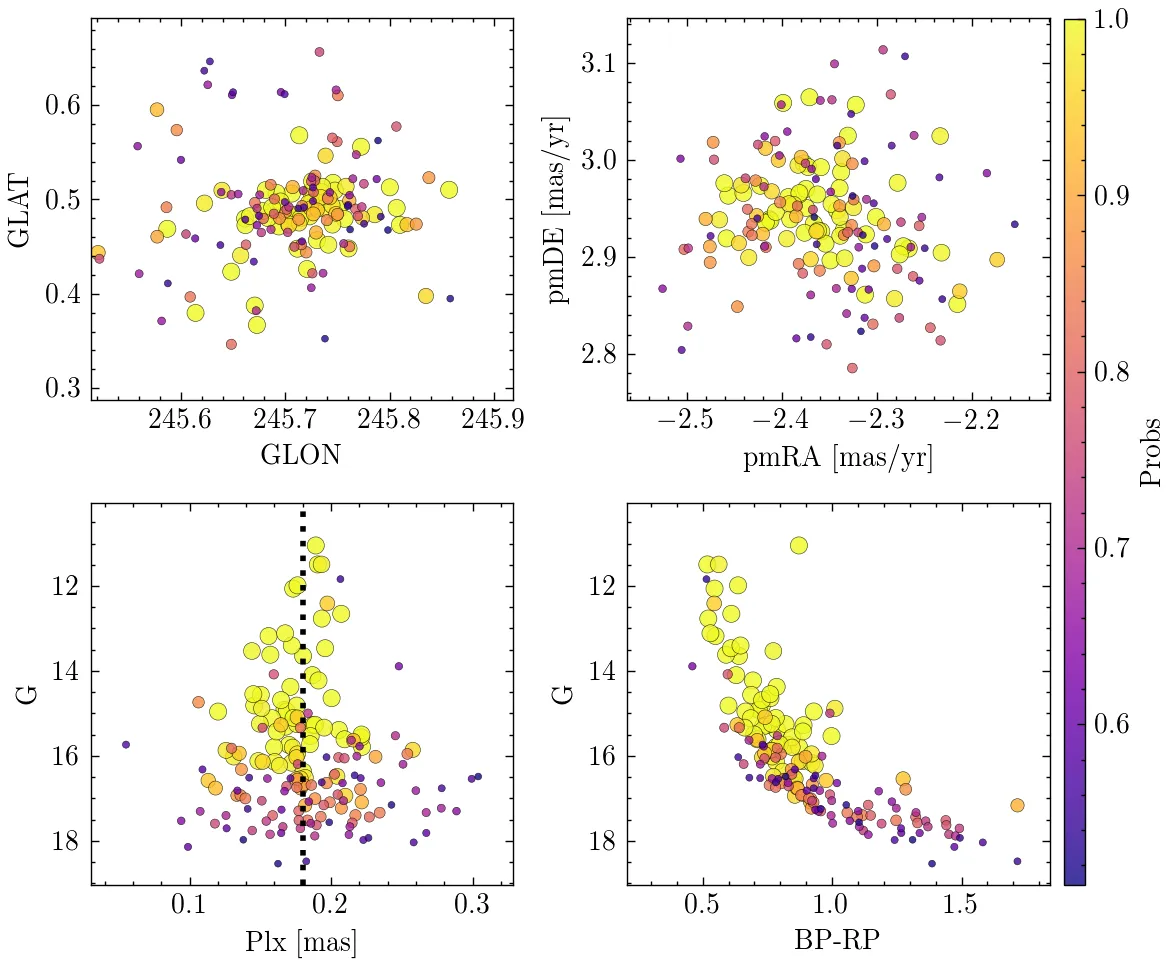 0.6
0.5
0.4
0.3
GLAT
245.6 245.7 245.8 245.9
GLON
3.1
3.0
2.9
2.8
pmDE [mas/yr]
−2.5 −2.4 −2.3 −2.2
pmRA [mas/yr]
12
14
16
18
G
0.1 0.2 0.3
Plx [mas]
12
14
16
18
G
0.5 1.0 1.5
BP-RP
1.0
0.9
0.8
0.7
0.6
Probs